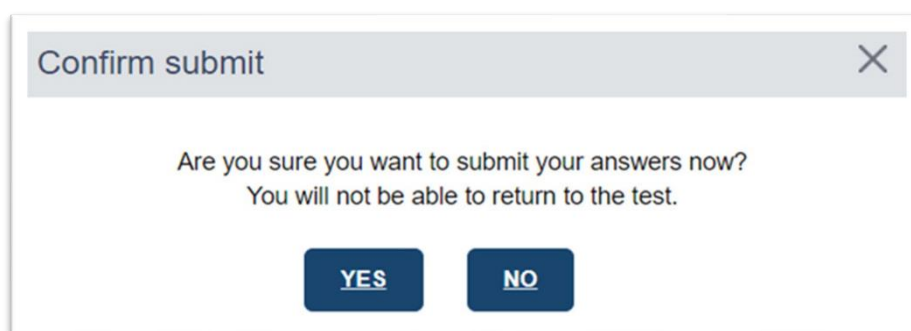 Confirm submit
Are you sure you want to submit your answers now?
You will not be able to return to the test.
YES NO